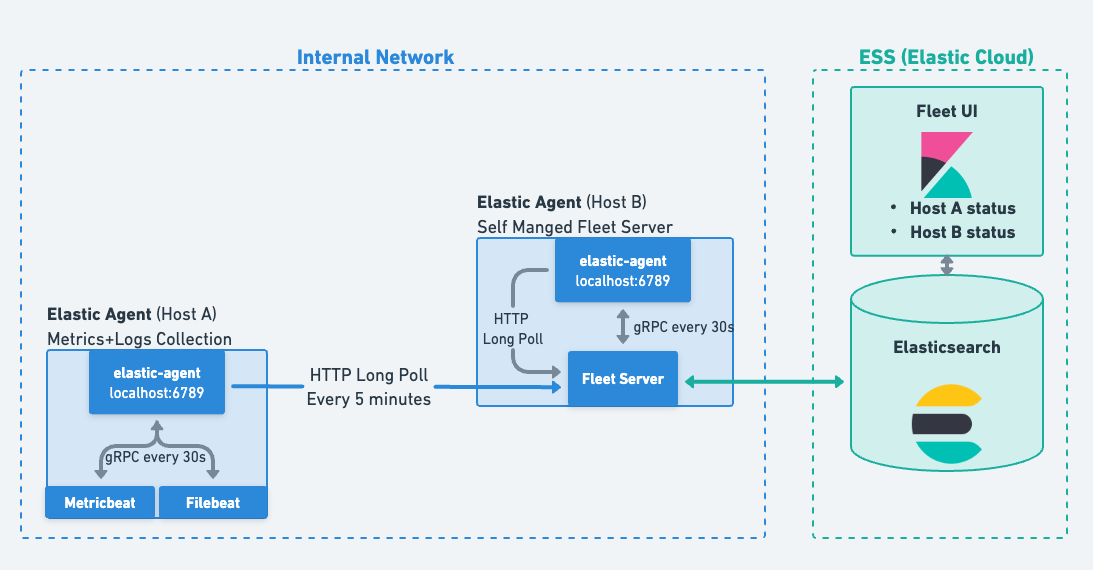 Internal Network
ESS (Elastic Cloud)
Fleet UI
• Host A status
• Host B status
Elasticsearch
Elastic Agent (Host B)
Self Manged Fleet Server
elastic-agent
localhost:6789
HTTP
Long Poll
gRPC every 30s
Fleet Server
Elastic Agent (Host A)
Metrics+Logs Collection
elastic-agent
localhost:6789
gRPC every 30s
Metricbeat
Filebeat
HTTP Long Poll
Every 5 minutes